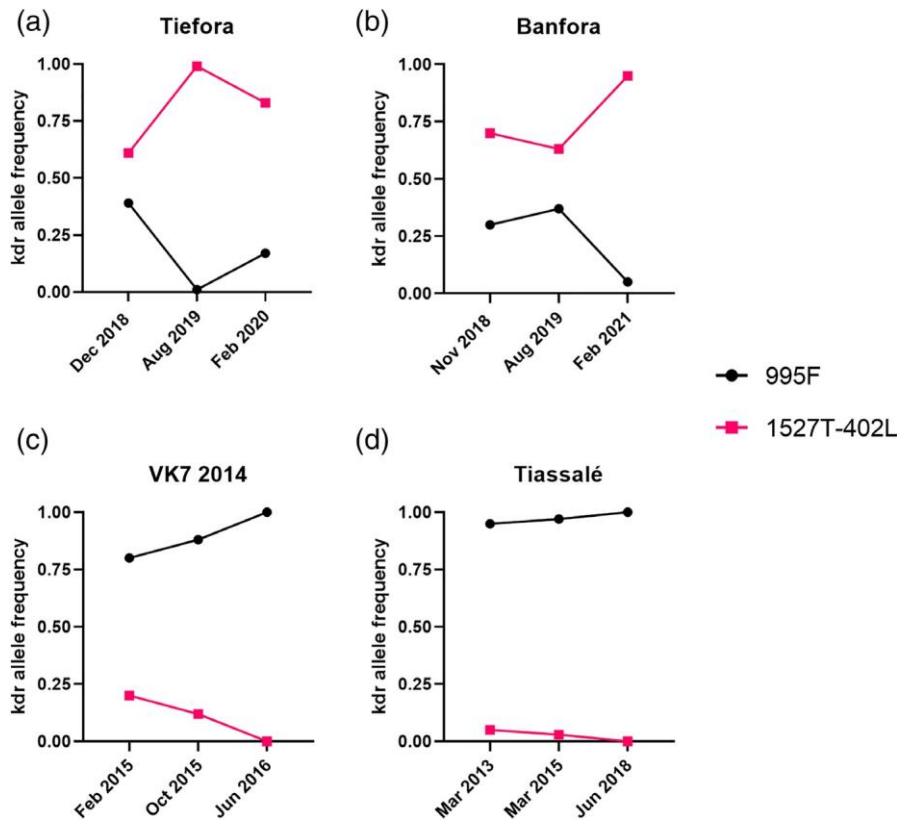 (a)
Tiefora
kdr allele frequency
1.00
0.75
0.50
0.25
0.00
Dec 2018
Aug 2019
Feb 2020
(b)
Banfora
kdr allele frequency
1.00
0.75
0.50
0.25
0.00
Nov 2018
Aug 2019
Feb 2021
995F
1527T-402L
(c)
VK7 2014
kdr allele frequency
1.00
0.75
0.50
0.25
0.00
Feb 2015
Oct 2015
Jun 2016
(d)
Tiassalé
kdr allele frequency
1.00
0.75
0.50
0.25
0.00
Mar 2013
Mar 2015
Jun 2018